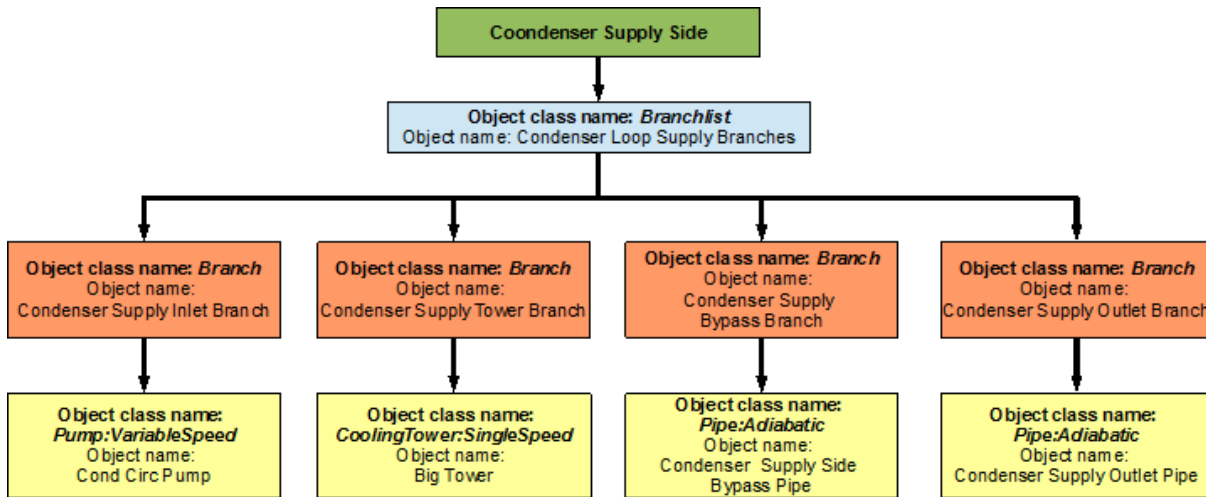 Coondenser Supply Side
Object class name: Branchlist
Object name: Condenser Loop Supply Branches
Object class name: Branch
Object name:
Condenser Supply Inlet Branch
Object class name: Branch
Object name:
Condenser Supply Tower Branch
Object class name: Branch
Object name:
Condenser Supply
Bypass Branch
Object class name: Branch
Object name:
Condenser Supply Outlet Branch
Object class name:
Pump:VariableSpeed
Object name:
Cond Circ Pump
Object class name:
CoolingTower:SingleSpeed
Object name:
Big Tower
Object class name:
Pipe:Adiabatic
Object name:
Condenser Supply Side
Bypass Pipe
Object class name:
Pipe:Adiabatic
Object name:
Condenser Supply Outlet Pipe